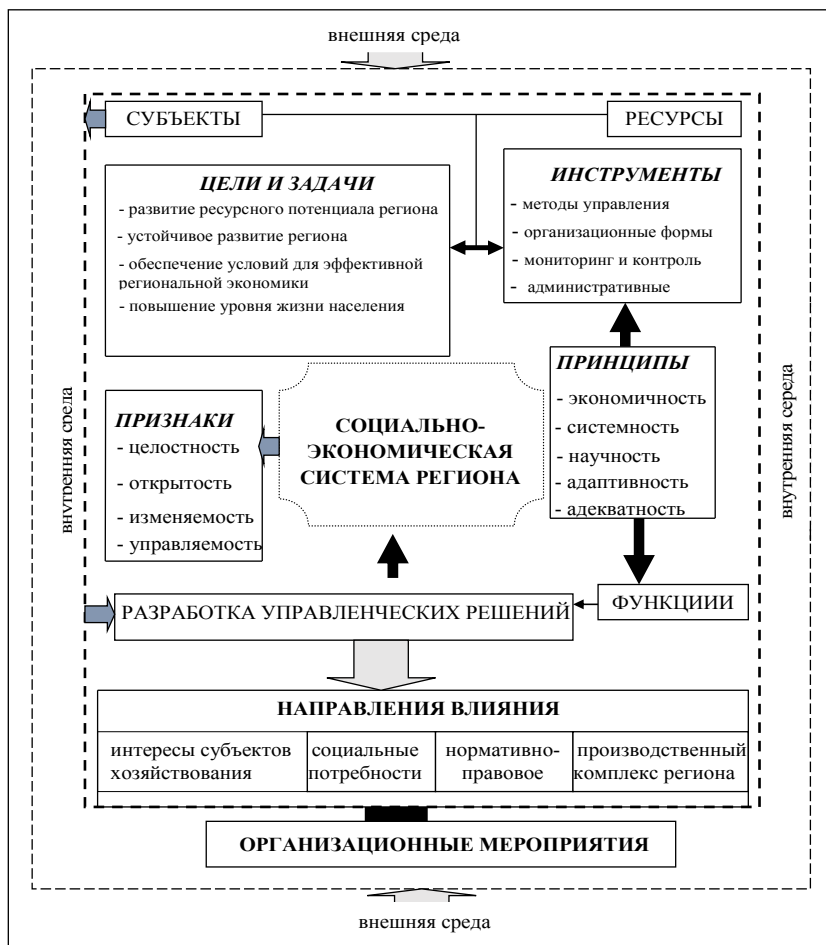 внешняя среда
СУБЪЕКТЫ
РЕСУРСЫ
ЦЕЛИ И ЗАДАЧИ
- развитие ресурсного потенциала региона
- устойчивое развитие региона
- обеспечение условий для эффективной
региональной экономики
- повышение уровня жизни населения
ИНСТРУМЕНТЫ
- методы управления
- организационные формы
- мониторинг и контроль
- административные
внутренняя среда
ПРИЗНАКИ
- целостность
- открытость
- изменяемость
- управляемость
СОЦИАЛЬНО-
ЭКОНОМИЧЕСКАЯ
СИСТЕМА РЕГИОНА
ПРИНЦИПЫ
- экономичность
- системность
- научность
- адаптивность
- адекватность
внутренняя середа
РАЗРАБОТКА УПРАВЛЕНЧЕСКИХ РЕШЕНИЙ
ФУНКЦИИИ
НАПРАВЛЕНИЯ ВЛИЯНИЯ
интересы субъектов
хозяйствования
социальные
потребности
нормативно-
правовое
производственный
комплекс региона
ОРГАНИЗАЦИОННЫЕ МЕРОПРИЯТИЯ
внешняя среда